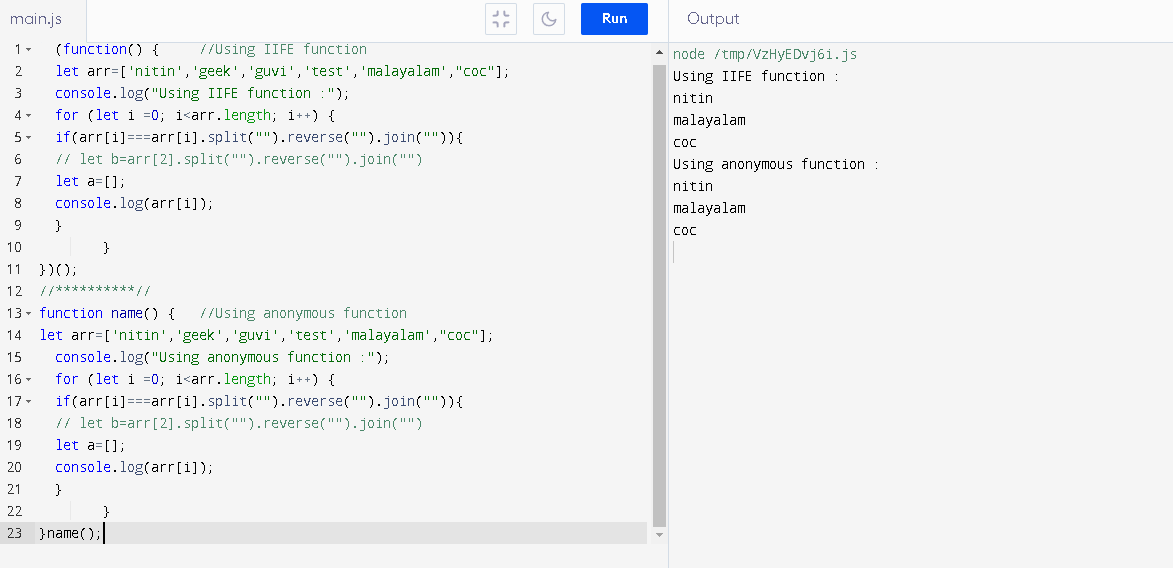 main.js
Run
Output
1 (function() { //Using IIFE function
2 let arr=['nitin','geek','guvi','test','malayalam',"coc"];
3 console.log("Using IIFE function :");
4 for (let i =0; i<arr.length; i++) {
5 if(arr[i]===arr[i].split("").reverse("").join("")){
6 // let b=arr[2].split("").reverse("").join("")
7 let a=[];
8 console.log(arr[i]);
9 }
10 }
11 })();
12 //**********//
13 function name() { //Using anonymous function
14 let arr=['nitin','geek','guvi','test','malayalam',"coc"];
15 console.log("Using anonymous function :");
16 for (let i =0; i<arr.length; i++) {
17 if(arr[i]===arr[i].split("").reverse("").join("")){
18 // let b=arr[2].split("").reverse("").join("")
19 let a=[];
20 console.log(arr[i]);
21 }
22 }
23 }name();
node /tmp/VzHyEDvj6i.js
Using IIFE function :
nitin
malayalam
coc
Using anonymous function :
nitin
malayalam
coc